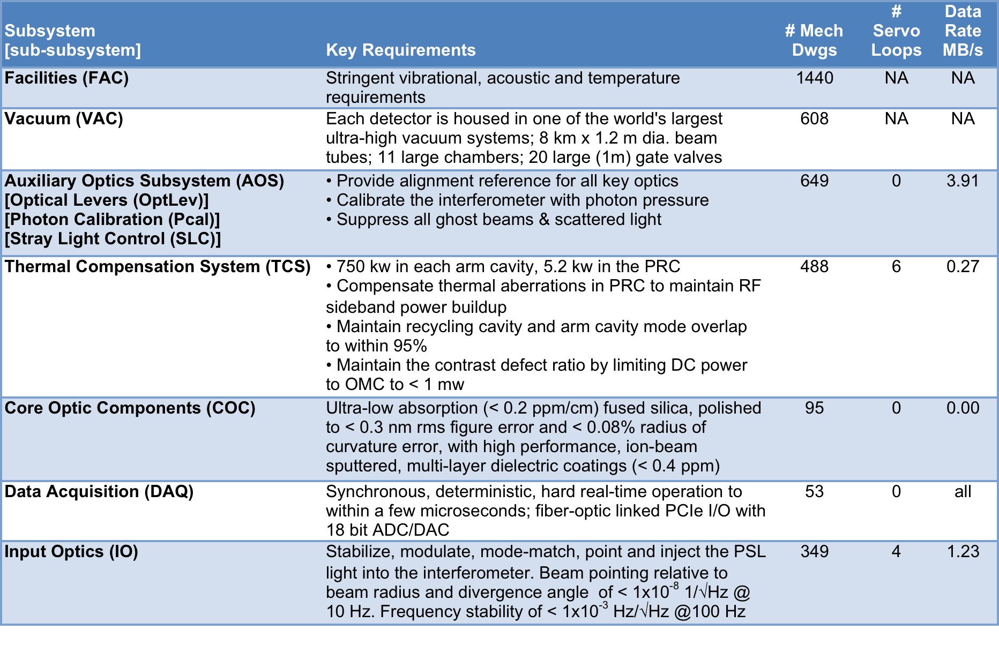 Subsystem
[sub-subsystem]
Key Requirements
# Mech
Dwgs
#
Servo
Loops
Data
Rate
MB/s
Facilities (FAC)
Stringent vibrational, acoustic and temperature
requirements
1440
NA
NA
Vacuum (VAC)
Each detector is housed in one of the world's largest
ultra-high vacuum systems; 8 km x 1.2 m dia. beam
tubes; 11 large chambers; 20 large (1m) gate valves
608
NA
NA
Auxiliary Optics Subsystem (AOS)
[Optical Levers (OptLev)]
[Photon Calibration (Pcal)]
[Stray Light Control (SLC)]
• Provide alignment reference for all key optics
• Calibrate the interferometer with photon pressure
• Suppress all ghost beams & scattered light
649
0
3.91
Thermal Compensation System (TCS)
• 750 kw in each arm cavity, 5.2 kw in the PRC
• Compensate thermal aberrations in PRC to maintain RF
sideband power buildup
• Maintain recycling cavity and arm cavity mode overlap
to within 95%
• Maintain the contrast defect ratio by limiting DC power
to OMC to < 1 mw
488
6
0.27
Core Optic Components (COC)
Ultra-low absorption (< 0.2 ppm/cm) fused silica, polished
to < 0.3 nm rms figure error and < 0.08% radius of
curvature error, with high performance, ion-beam
sputtered, multi-layer dielectric coatings (< 0.4 ppm)
95
0
0.00
Data Acquisition (DAQ)
Synchronous, deterministic, hard real-time operation to
within a few microseconds; fiber-optic linked PCIe I/O with
18 bit ADC/DAC
53
0
all
Input Optics (IO)
Stabilize, modulate, mode-match, point and inject the PSL
light into the interferometer. Beam pointing relative to
beam radius and divergence angle  of < 1x10⁻⁸ 1/√Hz @
10 Hz. Frequency stability of < 1x10⁻³ Hz/√Hz @100 Hz
349
4
1.23